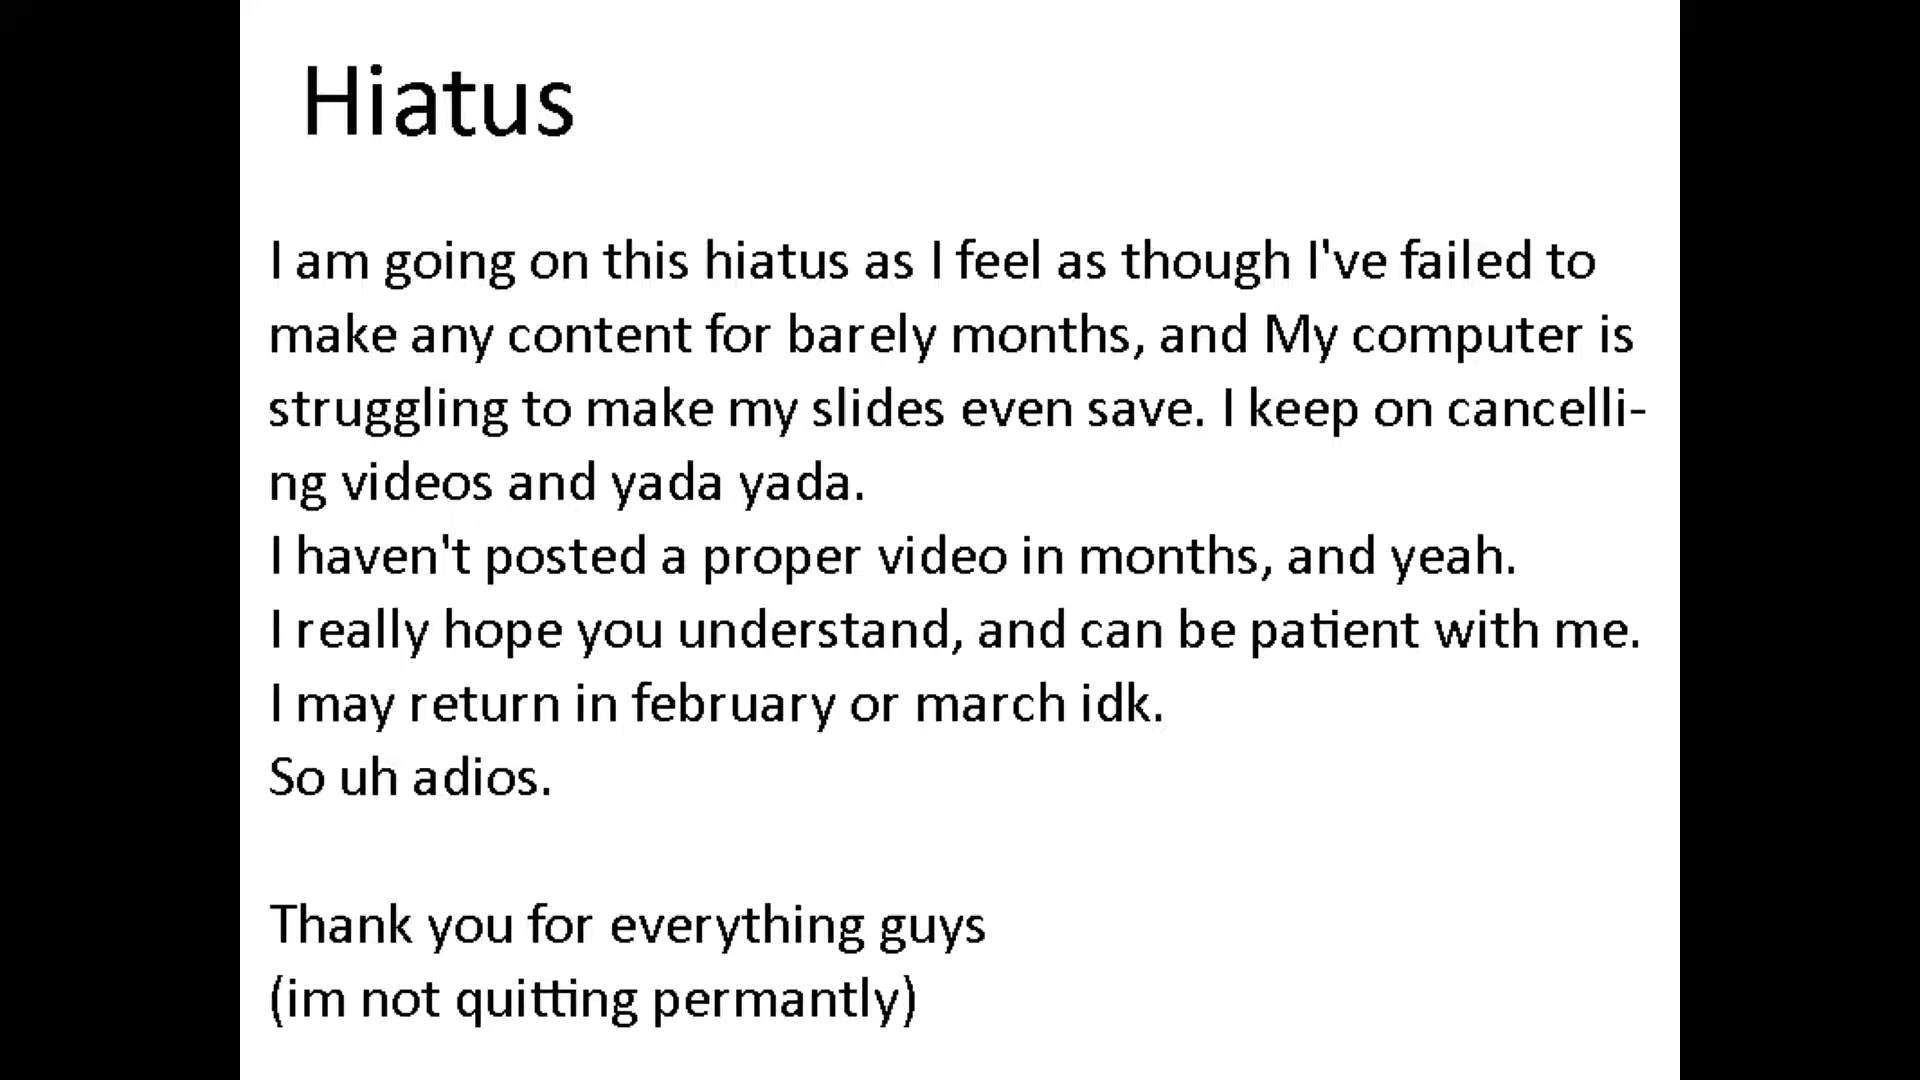 Hiatus
I am going on this hiatus as I feel as though I've failed to
make any content for barely months, and My computer is
struggling to make my slides even save. I keep on cancelli-
ng videos and yada yada.
I haven't posted a proper video in months, and yeah.
I really hope you understand, and can be patient with me.
I may return in february or march idk.
So uh adios.
Thank you for everything guys
(im not quitting permantly)